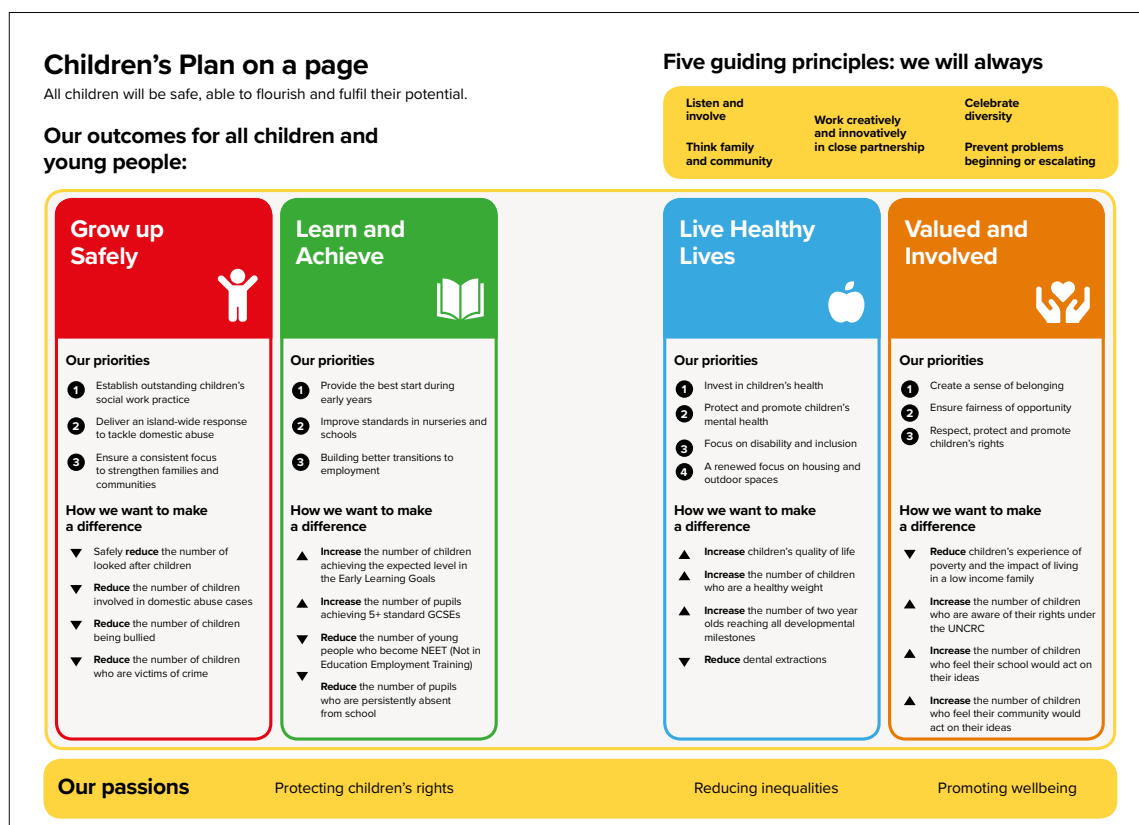 Children’s Plan on a page
All children will be safe, able to flourish and fulfil their potential.
Our outcomes for all children and
young people:
Five guiding principles: we will always
Listen and
involve
Think family
and community
Work creatively
and innovatively
in close partnership
Celebrate
diversity
Prevent problems
beginning or escalating
Grow up
Safely
Our priorities
1 Establish outstanding children’s
social work practice
2 Deliver an island-wide response
to tackle domestic abuse
3 Ensure a consistent focus
to strengthen families and
communities
How we want to make
a difference
▼ Safely reduce the number of
looked after children
▼ Reduce the number of children
involved in domestic abuse cases
▼ Reduce the number of children
being bullied
▼ Reduce the number of children
who are victims of crime
Learn and
Achieve
Our priorities
1 Provide the best start during
early years
2 Improve standards in nurseries and
schools
3 Building better transitions to
employment
How we want to make
a difference
▲ Increase the number of children
achieving the expected level in
the Early Learning Goals
▲ Increase the number of pupils
achieving 5+ standard GCSEs
▼ Reduce the number of young
people who become NEET (Not in
Education Employment Training)
▼ Reduce the number of pupils
who are persistently absent
from school
Live Healthy
Lives
Our priorities
1 Invest in children’s health
2 Protect and promote children’s
mental health
3 Focus on disability and inclusion
4 A renewed focus on housing and
outdoor spaces
How we want to make
a difference
▲ Increase children’s quality of life
▲ Increase the number of children
who are a healthy weight
▲ Increase the number of two year
olds reaching all developmental
milestones
▼ Reduce dental extractions
Valued and
Involved
Our priorities
1 Create a sense of belonging
2 Ensure fairness of opportunity
3 Respect, protect and promote
children’s rights
How we want to make
a difference
▼ Reduce children’s experience of
poverty and the impact of living
in a low income family
▲ Increase the number of children
who are aware of their rights under
the UNCRC
▲ Increase the number of children
who feel their school would act on
their ideas
▲ Increase the number of children
who feel their community would
act on their ideas
Our passions
Protecting children’s rights
Reducing inequalities
Promoting wellbeing